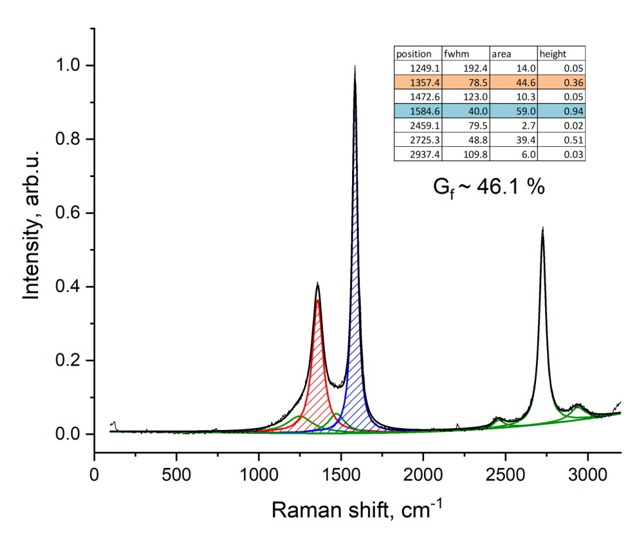 position fwhm area height
1249.1 192.4 14.0 0.05
1357.4 78.5 44.6 0.36
1472.6 123.0 10.3 0.05
1584.6 40.0 59.0 0.94
2459.1 79.5 2.7 0.02
2725.3 48.8 39.4 0.51
2937.4 109.8 6.0 0.03
Gf ~ 46.1 %
Intensity, arb.u.
1.0
0.8
0.6
0.4
0.2
0.0
0 500 1000 1500 2000 2500 3000
Raman shift, cm-1